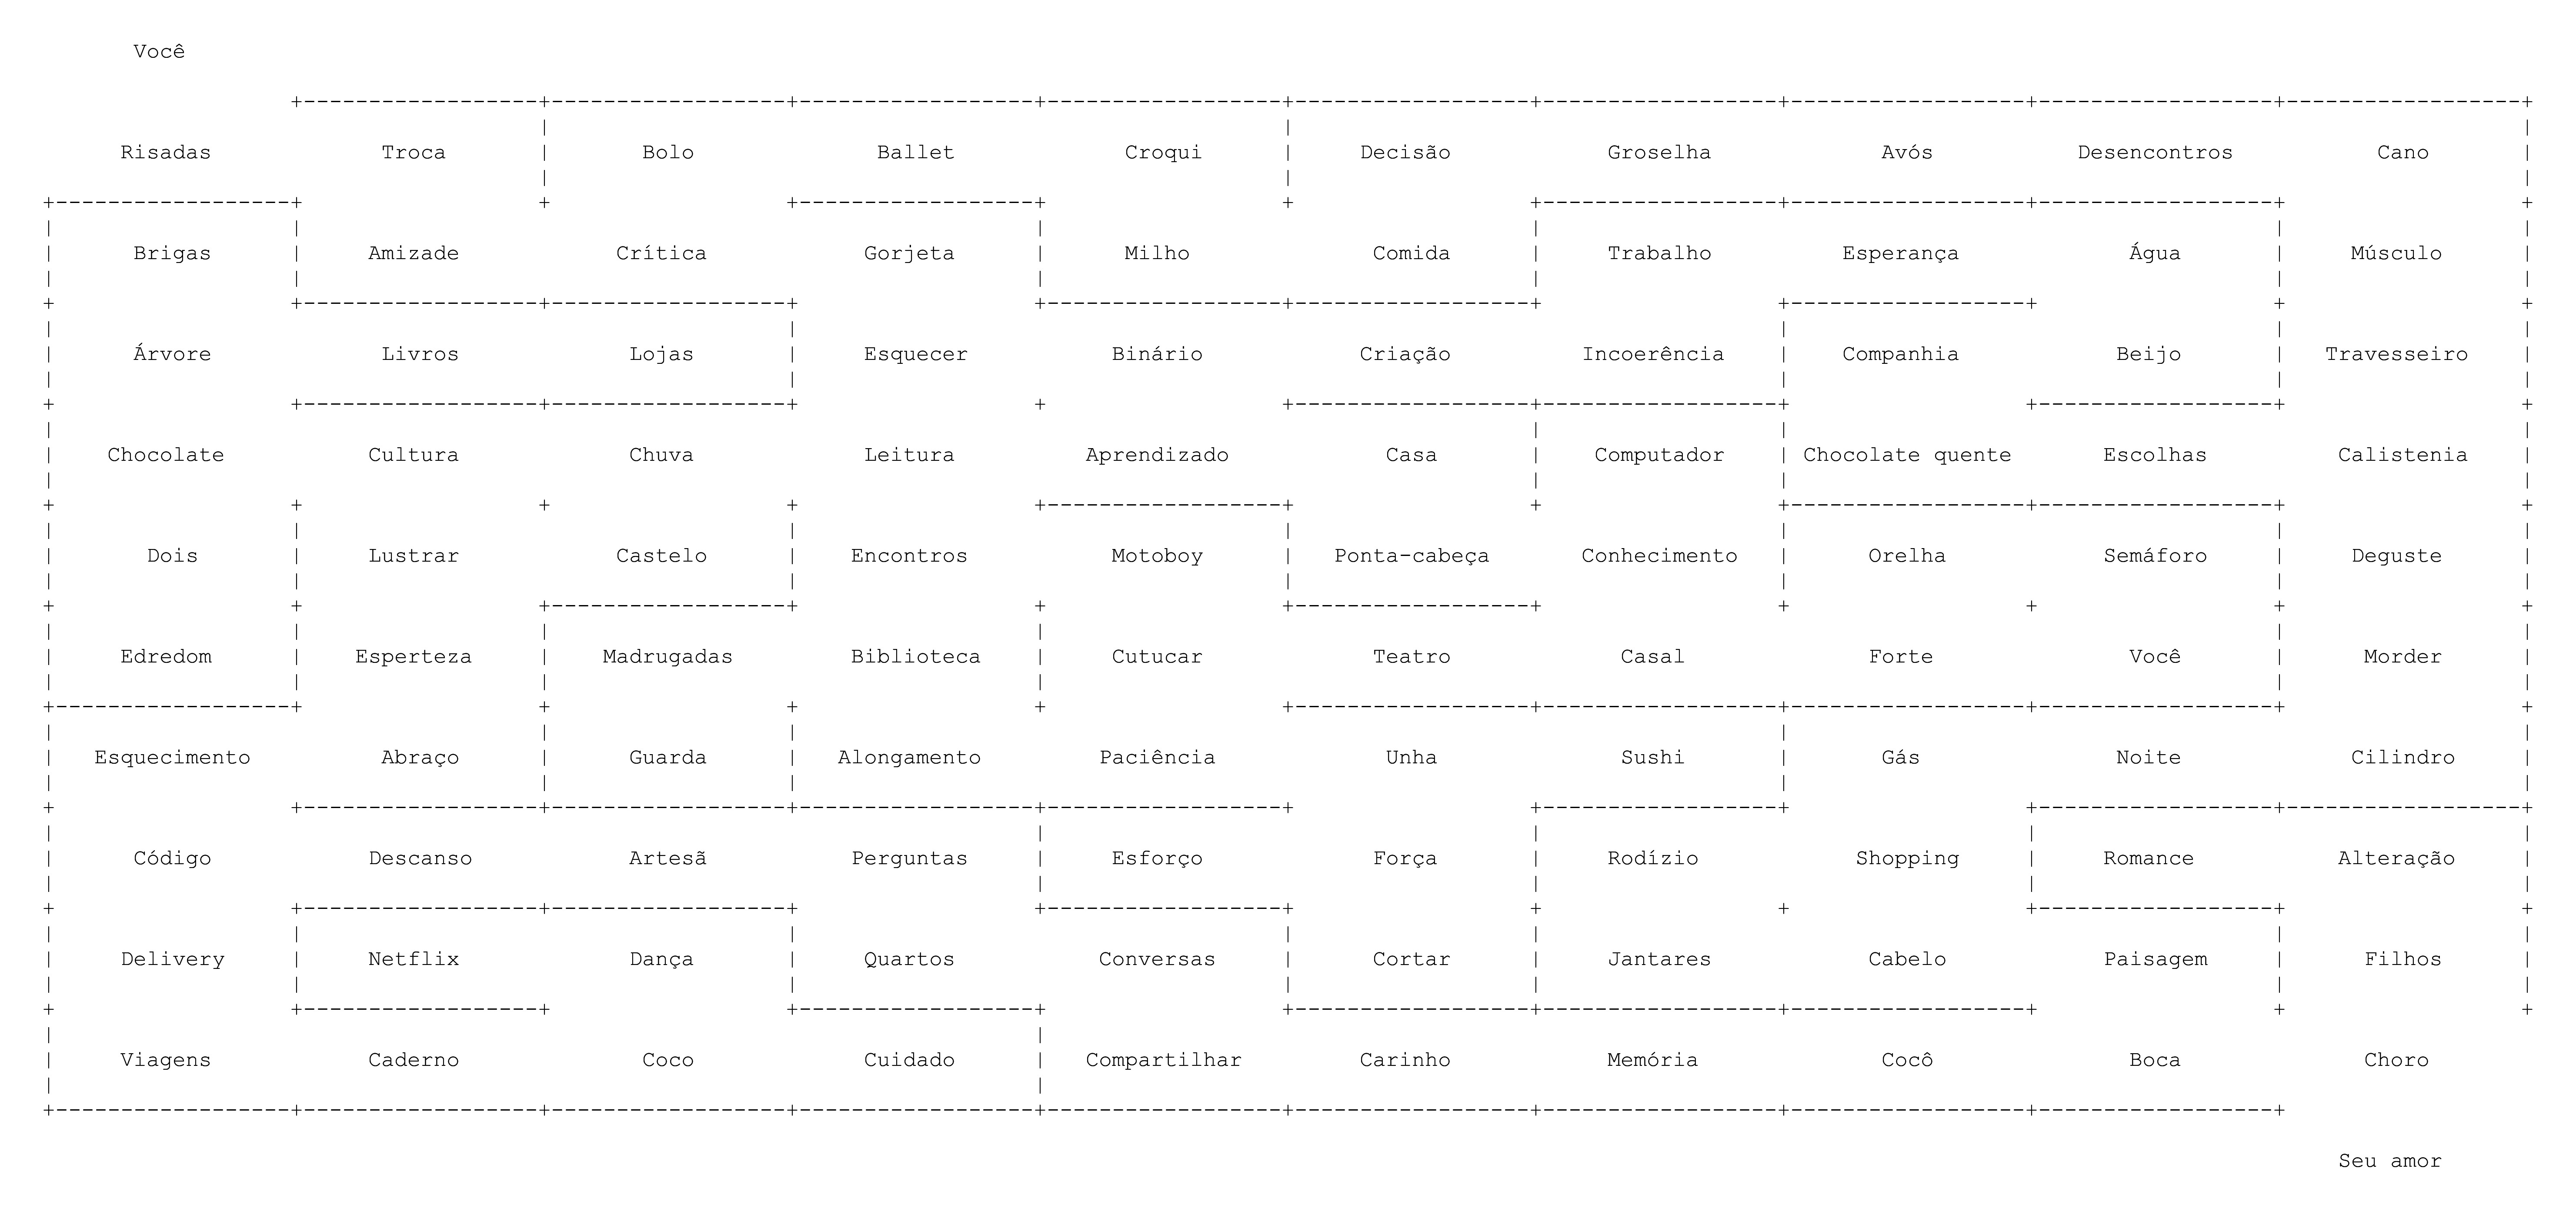 Você
Risadas Troca Bolo Ballet Croqui Decisão Groselha Avós Desencontros Cano
Brigas Amizade Crítica Gorjeta Milho Comida Trabalho Esperança Água Músculo
Árvore Livros Lojas Esquecer Binário Criação Incoerência Companhia Beijo Travesseiro
Chocolate Cultura Chuva Leitura Aprendizado Casa Computador Chocolate quente Escolhas Calistenia
Dois Lustrar Castelo Encontros Motoboy Ponta-cabeça Conhecimento Orelha Semáforo Deguste
Edredom Esperteza Madrugadas Biblioteca Cutucar Teatro Casal Forte Você Morder
Esquecimento Abraço Guarda Alongamento Paciência Unha Sushi Gás Noite Cilindro
Código Descanso Artesã Perguntas Esforço Força Rodízio Shopping Romance Alteração
Delivery Netflix Dança Quartos Conversas Cortar Jantares Cabelo Paisagem Filhos
Viagens Caderno Coco Cuidado Compartilhar Carinho Memória Cocô Boca Choro
Seu amor